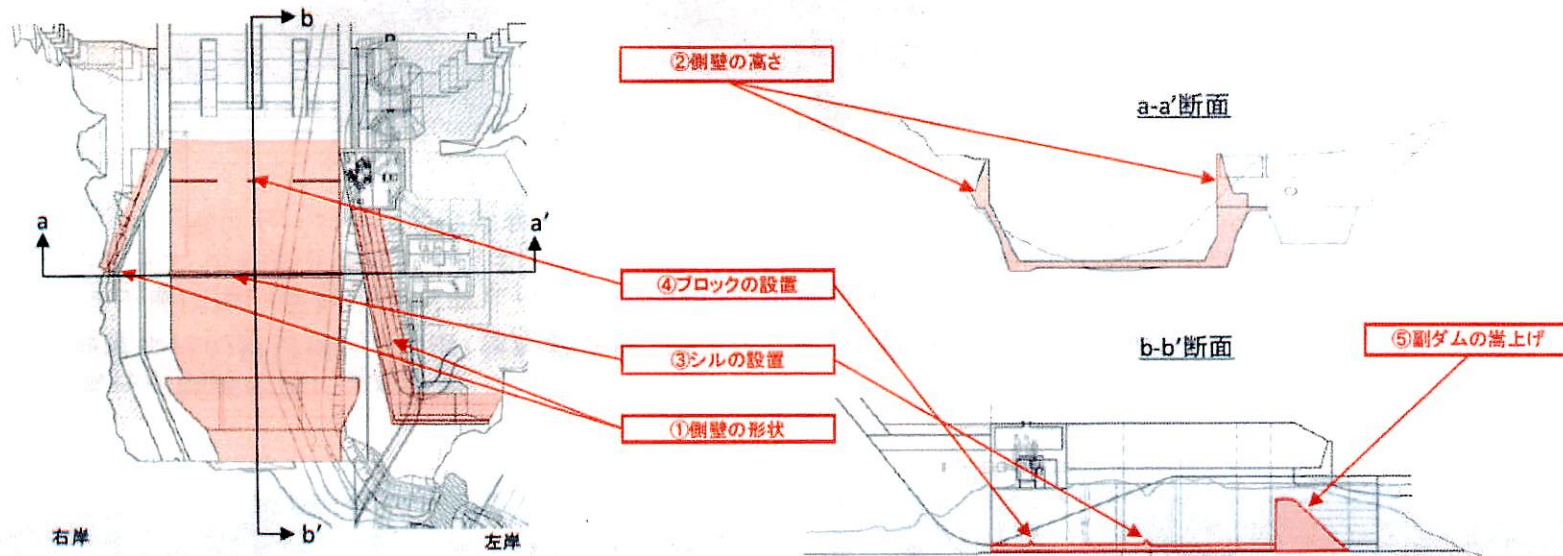 b
②側壁の高さ
a-a’断面
a
a’
④ブロックの設置
③シルの設置
b-b’断面
⑤副ダムの嵩上げ
①側壁の形状
右岸
b’
左岸